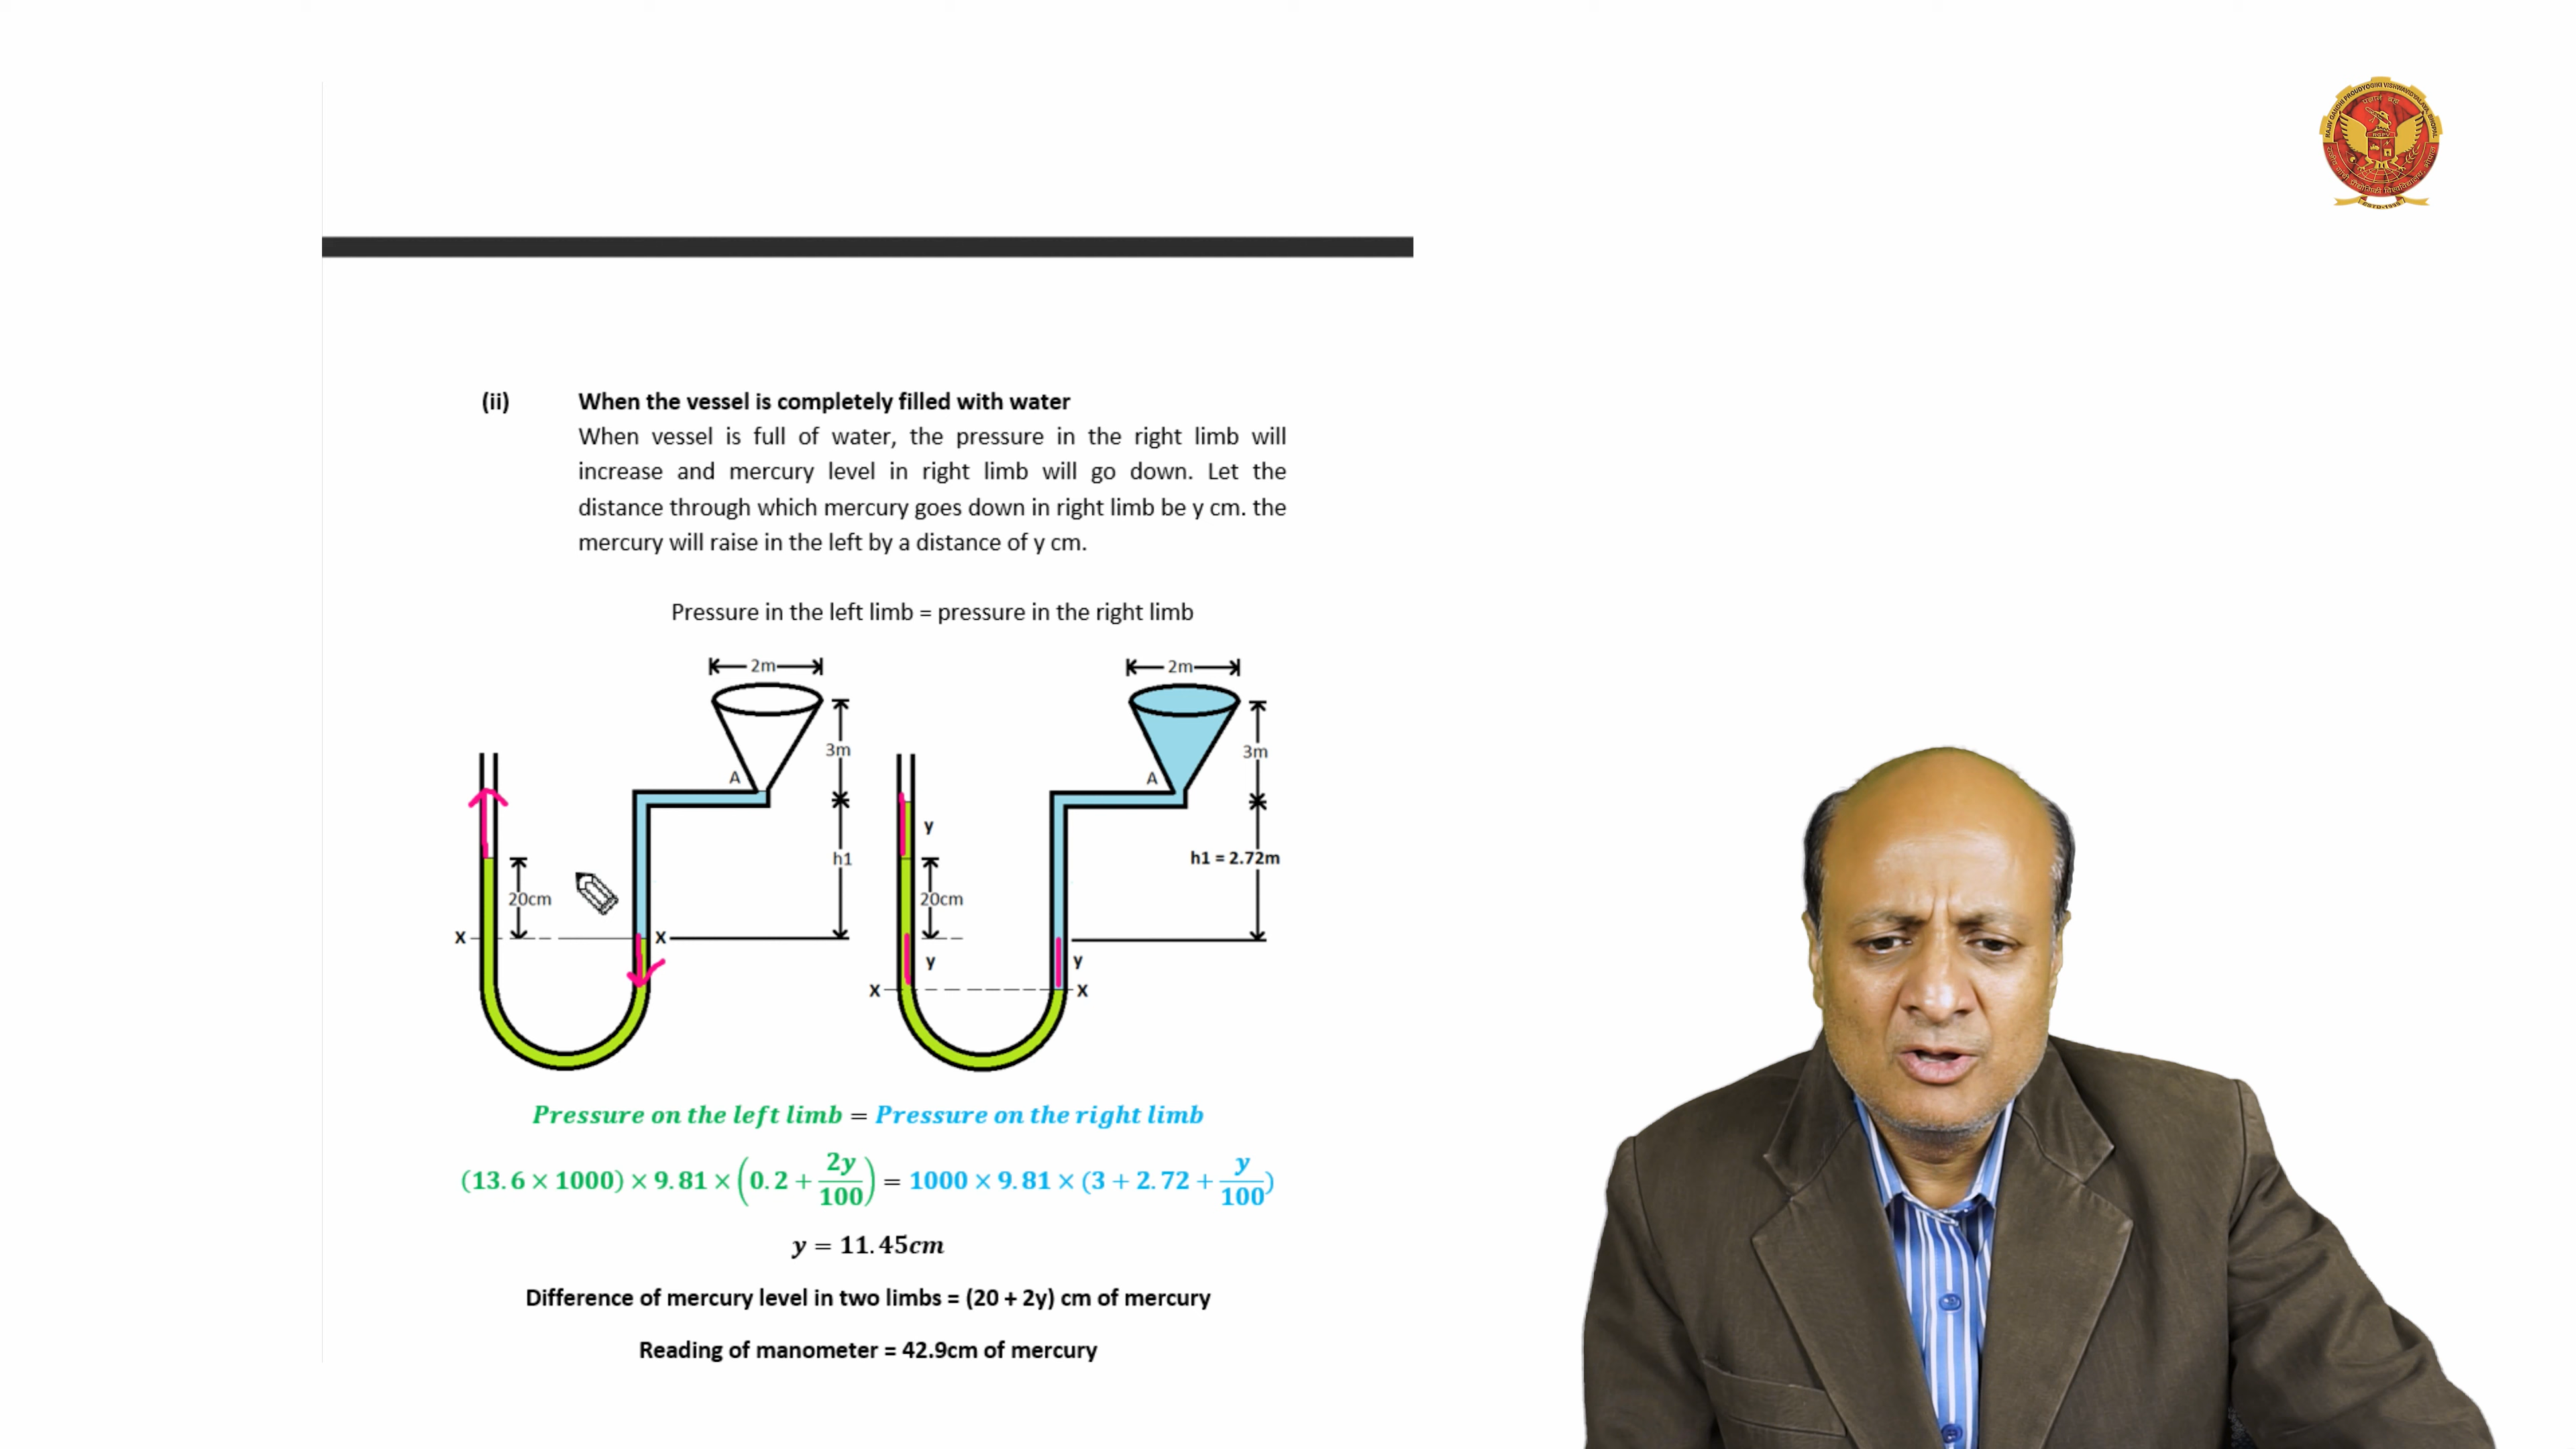 RAJIV GANDHI PROUDYOGIKI VISHWAVIDYALAYA, BHOPAL
(ii) When the vessel is completely filled with water
When vessel is full of water, the pressure in the right limb will
increase and mercury level in right limb will go down. Let the
distance through which mercury goes down in right limb be y cm. the
mercury will raise in the left by a distance of y cm.
Pressure in the left limb = pressure in the right limb
2m
3m
A
h1
20cm
X
X
2m
3m
A
y
h1 = 2.72m
20cm
y
y
X
X
Pressure on the left limb = Pressure on the right limb
(13.6 × 1000) × 9.81 × (0.2 + 2y/100) = 1000 × 9.81 × (3 + 2.72 + y/100)
y = 11.45cm
Difference of mercury level in two limbs = (20 + 2y) cm of mercury
Reading of manometer = 42.9cm of mercury